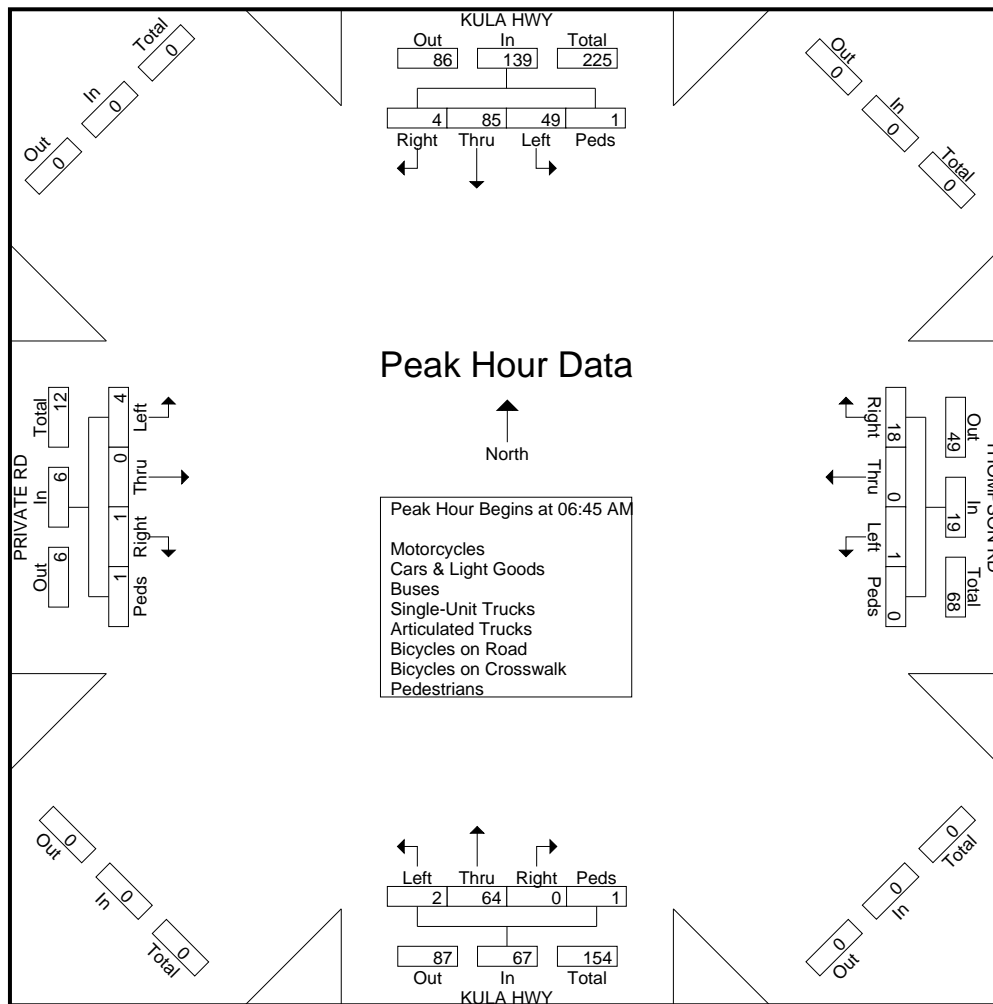 KULA HWY
Out In Total
86 139 225
4 85 49 1
Right Thru Left Peds
Total
0
In
0
Out
0
Out
0
In
0
Total
0
Peak Hour Data
North
Peak Hour Begins at 06:45 AM
Motorcycles
Cars & Light Goods
Buses
Single-Unit Trucks
Articulated Trucks
Bicycles on Road
Bicycles on Crosswalk
Pedestrians
PRIVATE RD
Out In Total
6 6 12
1 1 0 4
Peds Right Thru Left
THOMPSON RD
Out In Total
49 19 68
18 0 1 0
Right Thru Left Peds
Left Thru Right Peds
2 64 0 1
87 67 154
Out In Total
KULA HWY
0
Out
0
In
0
Total
0
Total
0
In
0
Out